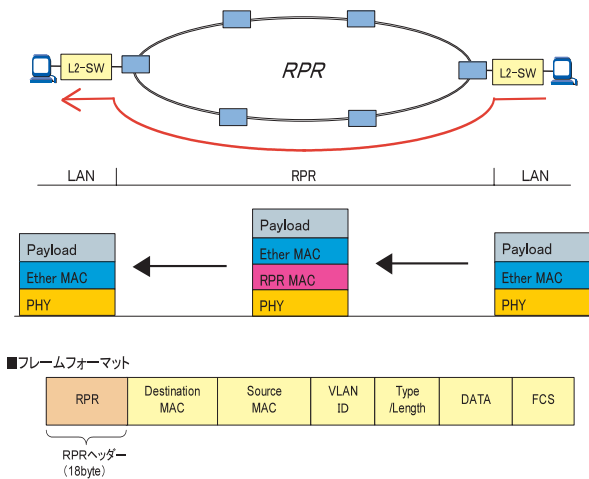 RPR
L2-SW
L2-SW
LAN
RPR
LAN
Payload
Ether MAC
PHY
Payload
Ether MAC
RPR MAC
PHY
Payload
Ether MAC
PHY
■フレームフォーマット
RPR
Destination
MAC
Source
MAC
VLAN
ID
Type
/Length
DATA
FCS
RPRヘッダー
(18byte)